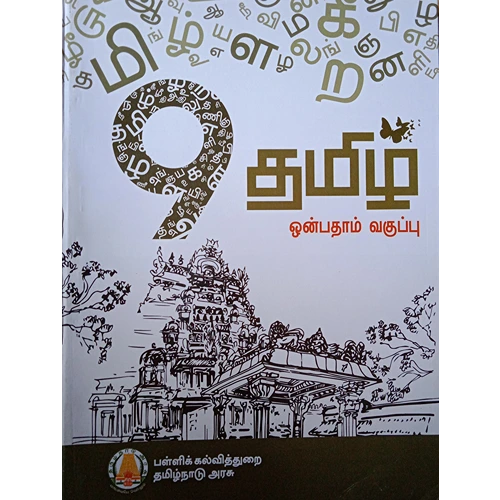 9
தமிழ்
ஒன்பதாம் வகுப்பு
பள்ளிக் கல்வித்துறை
தமிழ்நாடு அரசு